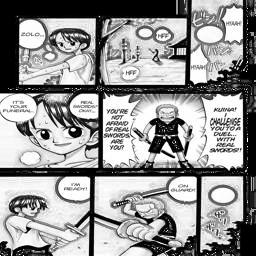 HYAH!
HYAH!
HFF
HFF
ZOLO...
KUINA!
CHALLENGE
YOU TO A
DUEL...
WITH
REAL
SWORDS!!
YOU'RE
NOT
AFRAID
OF REAL
SWORDS,
ARE
YOU?
REAL
SWORDS?
OKAY...
IT'S
YOUR
FUNERAL.
ON
GUARD!
I'M
READY!